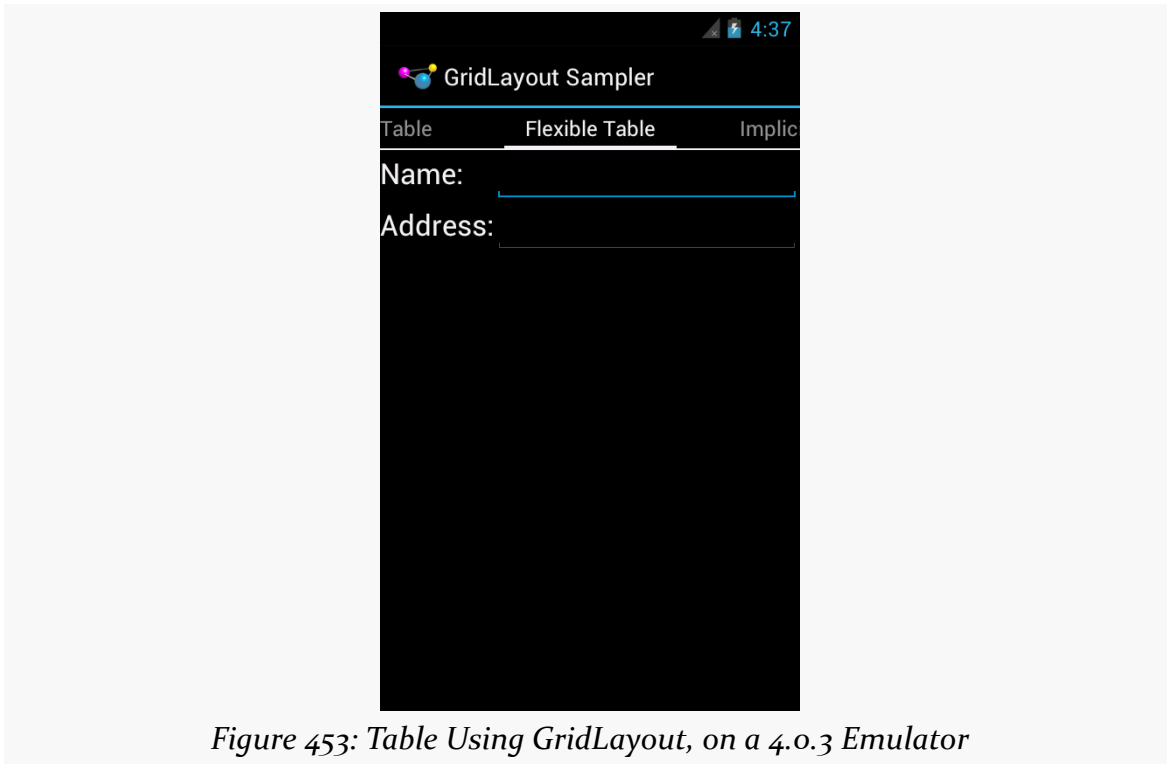 4:37
GridLayout Sampler
Table Flexible Table Implici
Name:
Address:
Figure 453: Table Using GridLayout, on a 4.0.3 Emulator